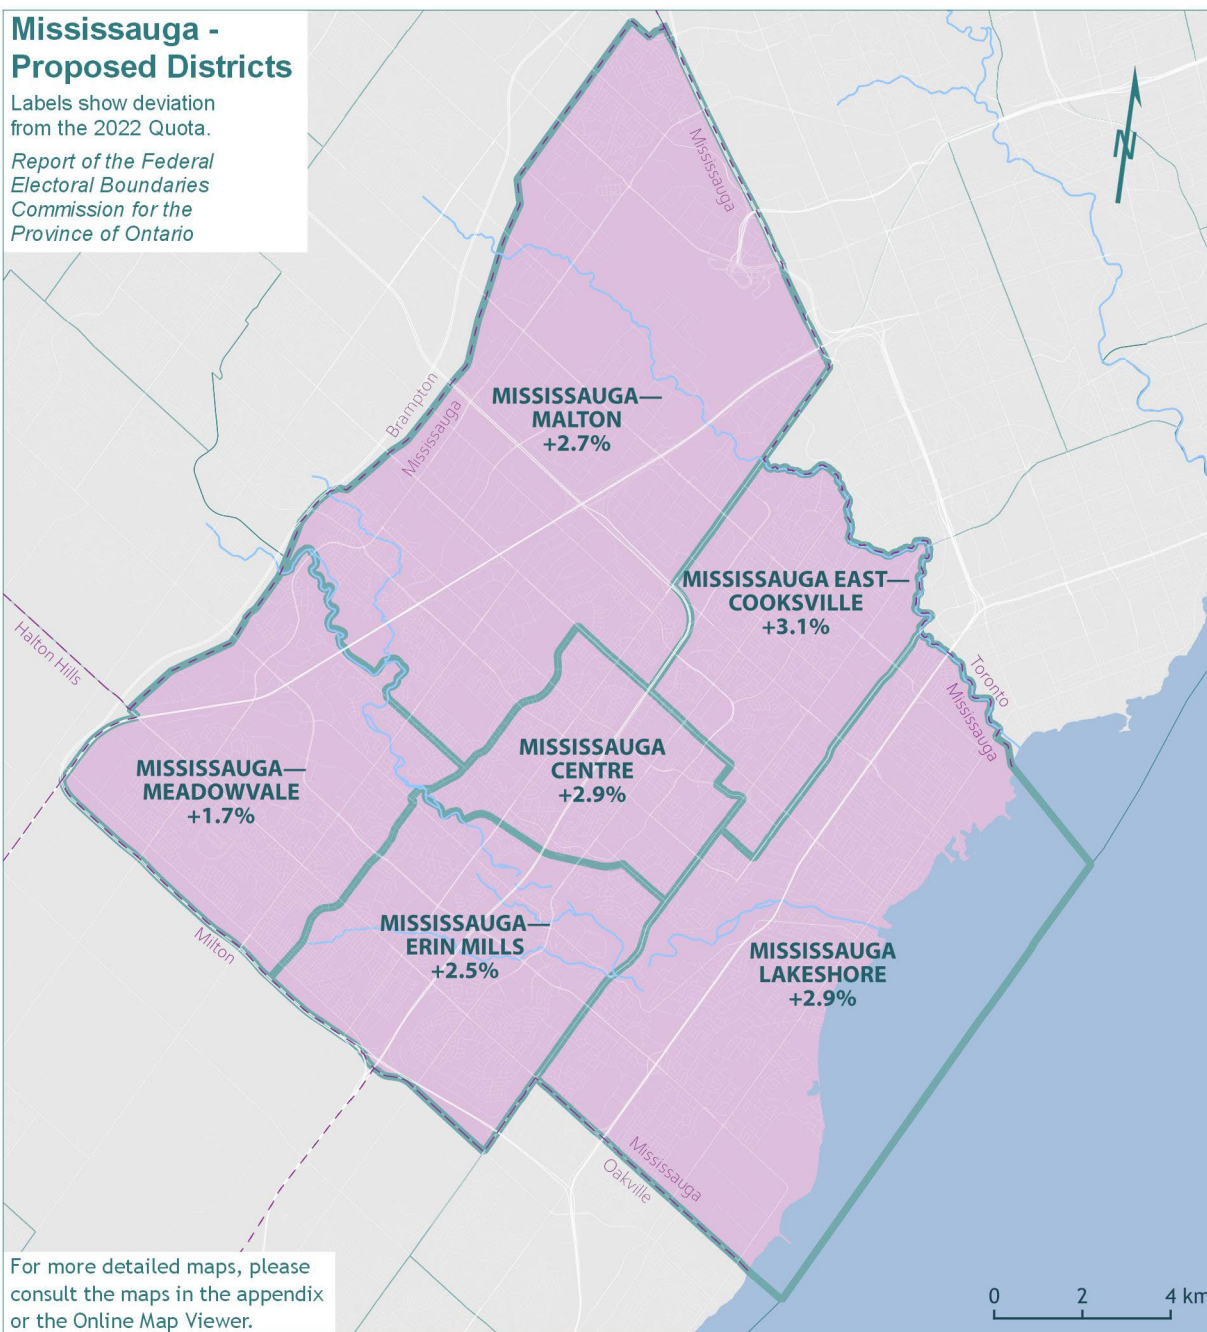 Mississauga -
Proposed Districts
Labels show deviation
from the 2022 Quota.
Report of the Federal
Electoral Boundaries
Commission for the
Province of Ontario
Mississauga
N
Brampton
Mississauga
MISSISSAUGA—
MALTON
+2.7%
MISSISSAUGA EAST—
COOKSVILLE
+3.1%
Halton Hills
Toronto
Mississauga
MISSISSAUGA
CENTRE
+2.9%
MISSISSAUGA—
MEADOWVALE
+1.7%
MISSISSAUGA—
ERIN MILLS
+2.5%
Milton
MISSISSAUGA
LAKESHORE
+2.9%
Mississauga
Oakville
For more detailed maps, please
consult the maps in the appendix
or the Online Map Viewer.
0 2 4 km